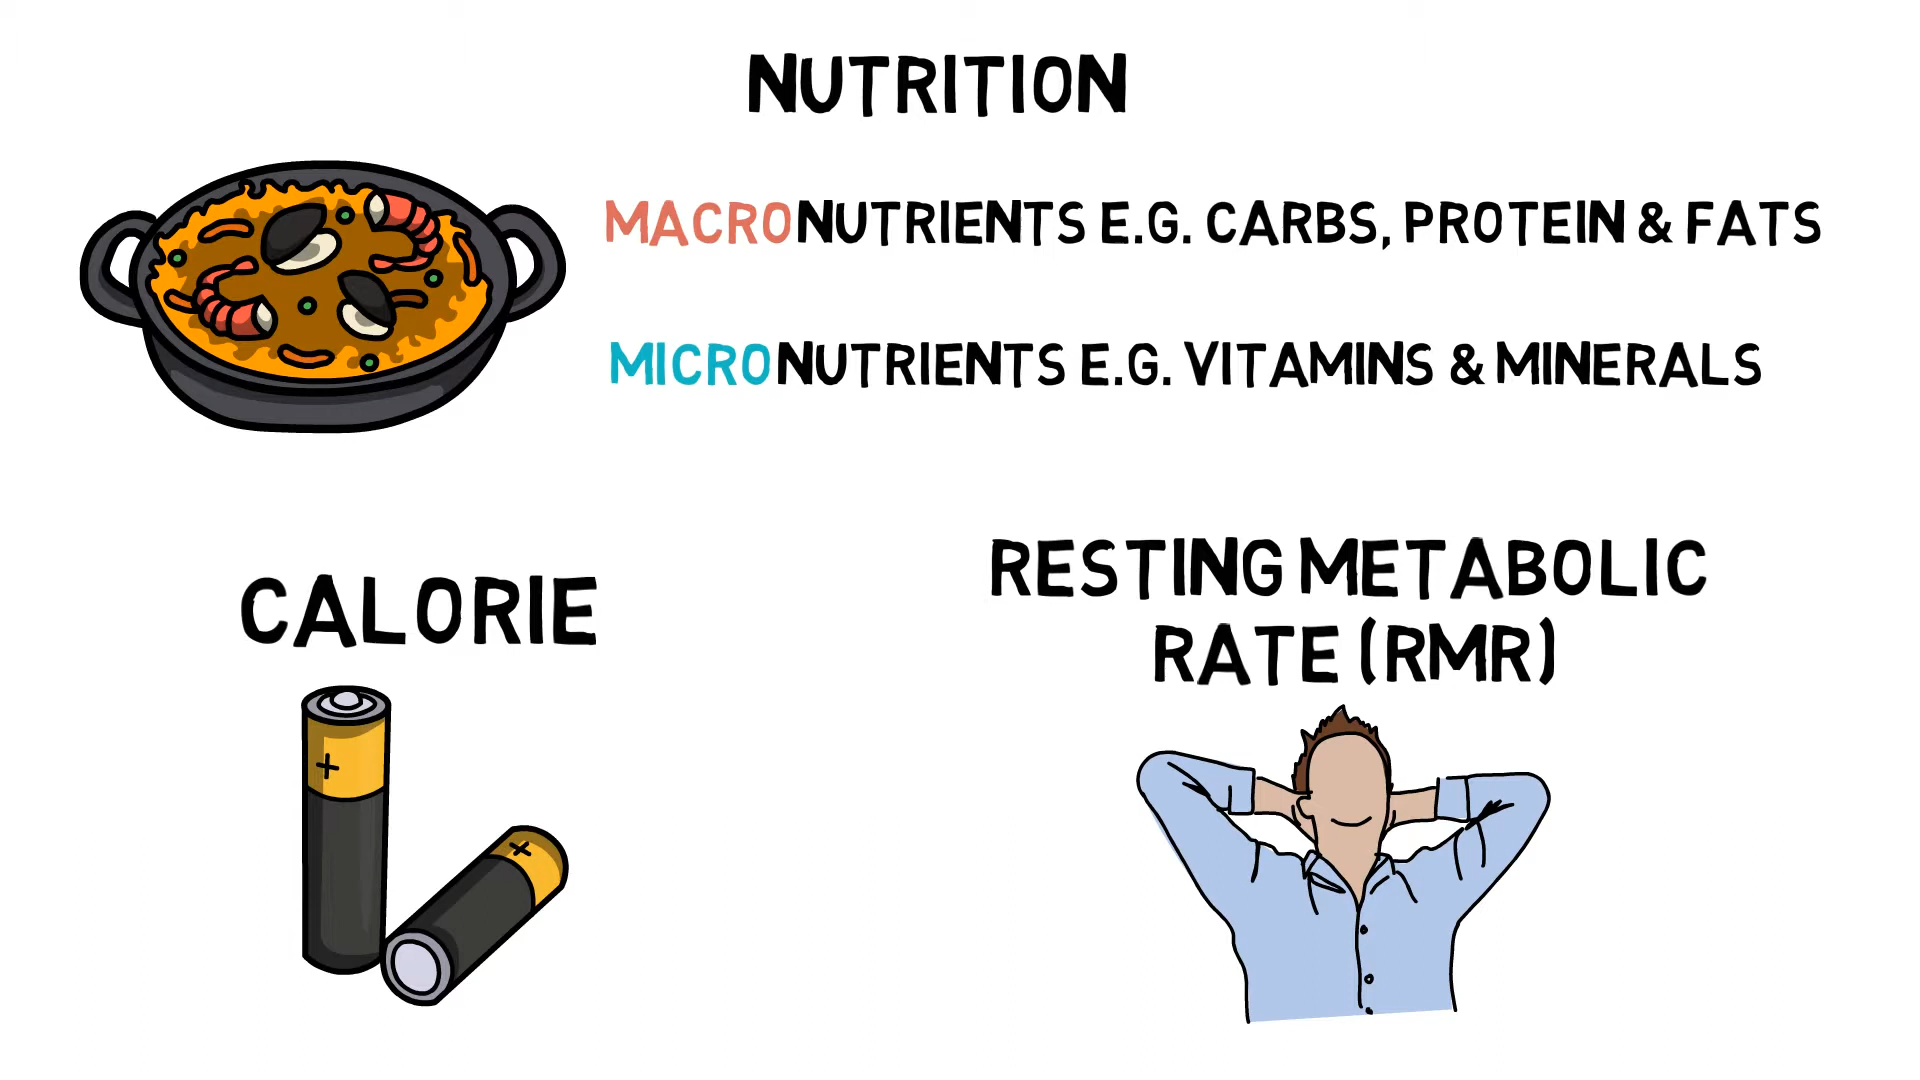 NUTRITION
MACRONUTRIENTS E.G. CARBS, PROTEIN & FATS
MICRONUTRIENTS E.G. VITAMINS & MINERALS
CALORIE
RESTING METABOLIC
RATE (RMR)
+
+